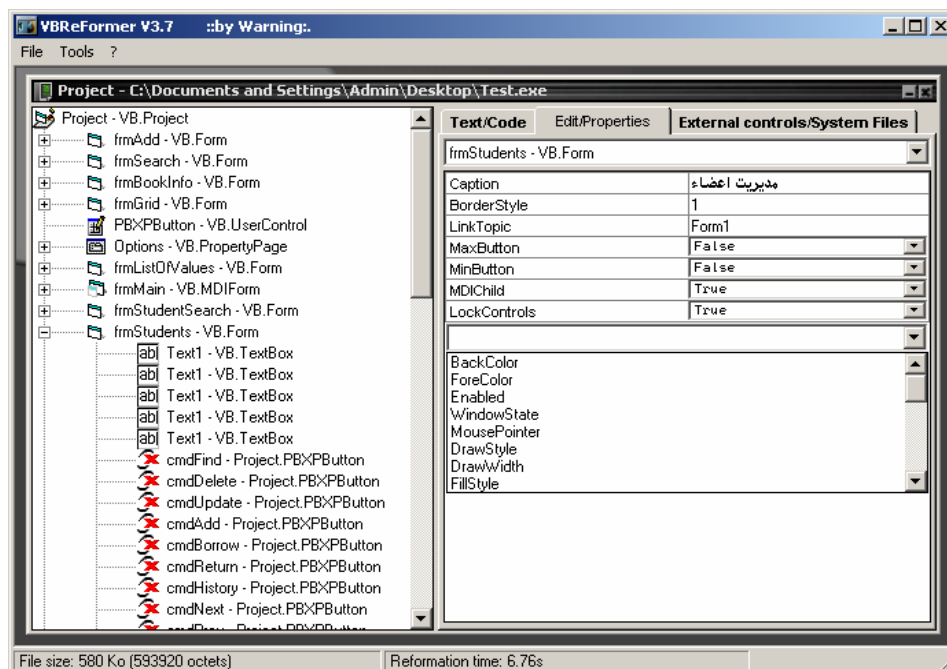 VBReFormer V3.7 ::by Warning:.
File Tools ?
Project - C:\Documents and Settings\Admin\Desktop\Test.exe
Project - VB.Project
frmAdd - VB.Form
frmSearch - VB.Form
frmBookInfo - VB.Form
frmGrid - VB.Form
PBXPButton - VB.UserControl
Options - VB.PropertyPage
frmListOfValues - VB.Form
frmMain - VB.MDIForm
frmStudentSearch - VB.Form
frmStudents - VB.Form
Text1 - VB.TextBox
Text1 - VB.TextBox
Text1 - VB.TextBox
Text1 - VB.TextBox
Text1 - VB.TextBox
cmdFind - Project.PBXPButton
cmdDelete - Project.PBXPButton
cmdUpdate - Project.PBXPButton
cmdAdd - Project.PBXPButton
cmdBorrow - Project.PBXPButton
cmdReturn - Project.PBXPButton
cmdHistory - Project.PBXPButton
cmdNext - Project.PBXPButton
Text/Code Edit/Properties External controls/System Files
frmStudents - VB.Form
Caption مدیریت اعضاء
BorderStyle 1
LinkTopic Form1
MaxButton False
MinButton False
MDIChild True
LockControls True
BackColor
ForeColor
Enabled
WindowState
MousePointer
DrawStyle
DrawWidth
FillStyle
File size: 580 Ko (593920 octets) Reformation time: 6.76s